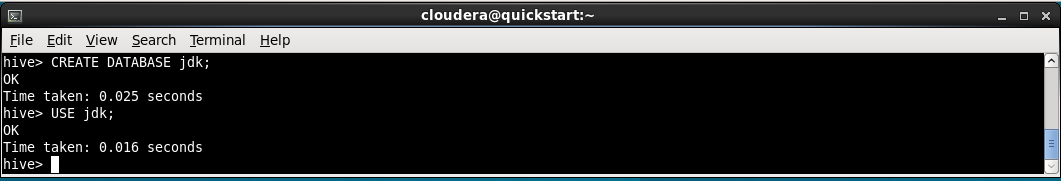 cloudera@quickstart:~
File Edit View Search Terminal Help
hive> CREATE DATABASE jdk;
OK
Time taken: 0.025 seconds
hive> USE jdk;
OK
Time taken: 0.016 seconds
hive>